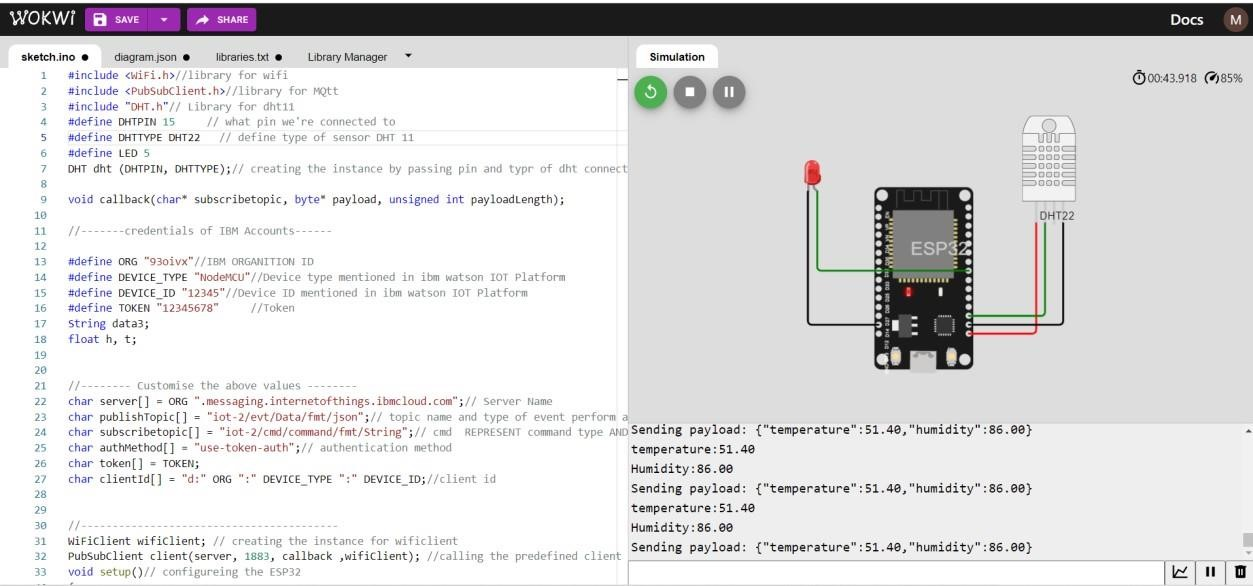 WOKWi
SAVE
SHARE
Docs
M
sketch.ino ●
diagram.json ●
libraries.txt ●
Library Manager
1 #include <WiFi.h>//library for wifi
2 #include <PubSubClient.h>//library for MQtt
3 #include "DHT.h"// Library for dht11
4 #define DHTPIN 15 // what pin we're connected to
5 #define DHTTYPE DHT22 // define type of sensor DHT 11
6 #define LED 5
7 DHT dht (DHTPIN, DHTTYPE);// creating the instance by passing pin and typr of dht connect
8
9 void callback(char* subscribetopic, byte* payload, unsigned int payloadLength);
10
11 //-------credentials of IBM Accounts------
12
13 #define ORG "93oivx"//IBM ORGANITION ID
14 #define DEVICE_TYPE "NodeMCU"//Device type mentioned in ibm watson IOT Platform
15 #define DEVICE_ID "12345"//Device ID mentioned in ibm watson IOT Platform
16 #define TOKEN "12345678" //Token
17 String data3;
18 float h, t;
19
20
21 //-------- Customise the above values --------
22 char server[] = ORG ".messaging.internetofthings.ibmcloud.com";// Server Name
23 char publishTopic[] = "iot-2/evt/Data/fmt/json";// topic name and type of event perform a
24 char subscribetopic[] = "iot-2/cmd/command/fmt/String";// cmd REPRESENT command type AND
25 char authMethod[] = "use-token-auth";// authentication method
26 char token[] = TOKEN;
27 char clientId[] = "d:" ORG ":" DEVICE_TYPE ":" DEVICE_ID;//client id
28
29
30 //-----------------------------------------
31 WiFiClient wifiClient; // creating the instance for wificlient
32 PubSubClient client(server, 1883, callback ,wifiClient); //calling the predefined client
33 void setup()// configureing the ESP32
Simulation
00:43.918 85%
ESP32
DHT22
Sending payload: {"temperature":51.40,"humidity":86.00}
temperature:51.40
Humidity:86.00
Sending payload: {"temperature":51.40,"humidity":86.00}
temperature:51.40
Humidity:86.00
Sending payload: {"temperature":51.40,"humidity":86.00}